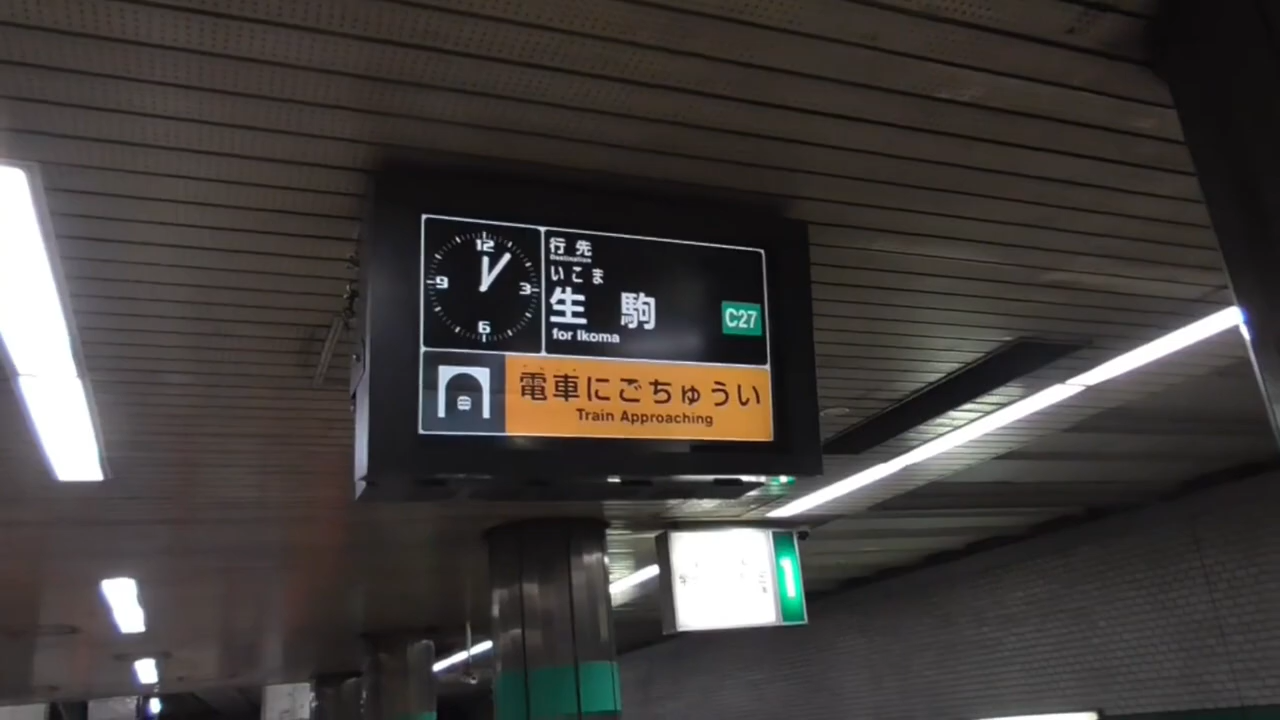 12
9
3
6
行先
Destination
いこま
生駒
for Ikoma
C27
電車にごちゅうい
Train Approaching
1